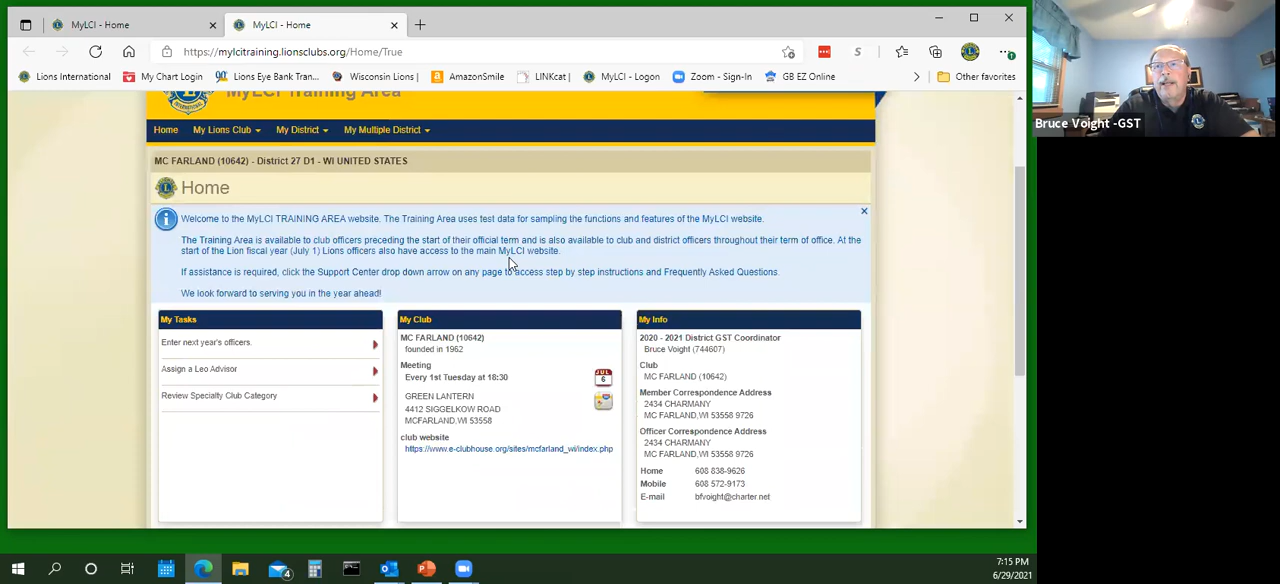 MyLCI - Home
MyLCI - Home
https://mylcitraining.lionsclubs.org/Home/True
Lions International
My Chart Login
Lions Eye Bank Tran...
Wisconsin Lions |
AmazonSmile
LINKcat |
MyLCI - Logon
Zoom - Sign-In
GB EZ Online
Other favorites
Bruce Voight -GST
MyLCI Training Area
Home My Lions Club My District My Multiple District
MC FARLAND (10642) - District 27 D1 - WI UNITED STATES
Home
Welcome to the MyLCI TRAINING AREA website. The Training Area uses test data for sampling the functions and features of the MyLCI website.
The Training Area is available to club officers preceding the start of their official term and is also available to club and district officers throughout their term of office. At the
start of the Lion fiscal year (July 1) Lions officers also have access to the main MyLCI website.
If assistance is required, click the Support Center drop down arrow on any page to access step by step instructions and Frequently Asked Questions.
We look forward to serving you in the year ahead!
My Tasks
Enter next year's officers.
Assign a Leo Advisor
Review Specialty Club Category
My Club
MC FARLAND (10642)
founded in 1962
Meeting
Every 1st Tuesday at 18:30
JUL
6
GREEN LANTERN
4412 SIGGELKOW ROAD
MCFARLAND,WI 53558
club website
https://www.e-clubhouse.org/sites/mcfarland_wi/index.php
My Info
2020 - 2021 District GST Coordinator
Bruce Voight (744607)
Club
MC FARLAND (10642)
Member Correspondence Address
2434 CHARMANY
MC FARLAND,WI 53558 9726
Officer Correspondence Address
2434 CHARMANY
MC FARLAND,WI 53558 9726
Home 608 838-9626
Mobile 608 572-9173
E-mail bfvoight@charter.net
4
7:15 PM
6/29/2021